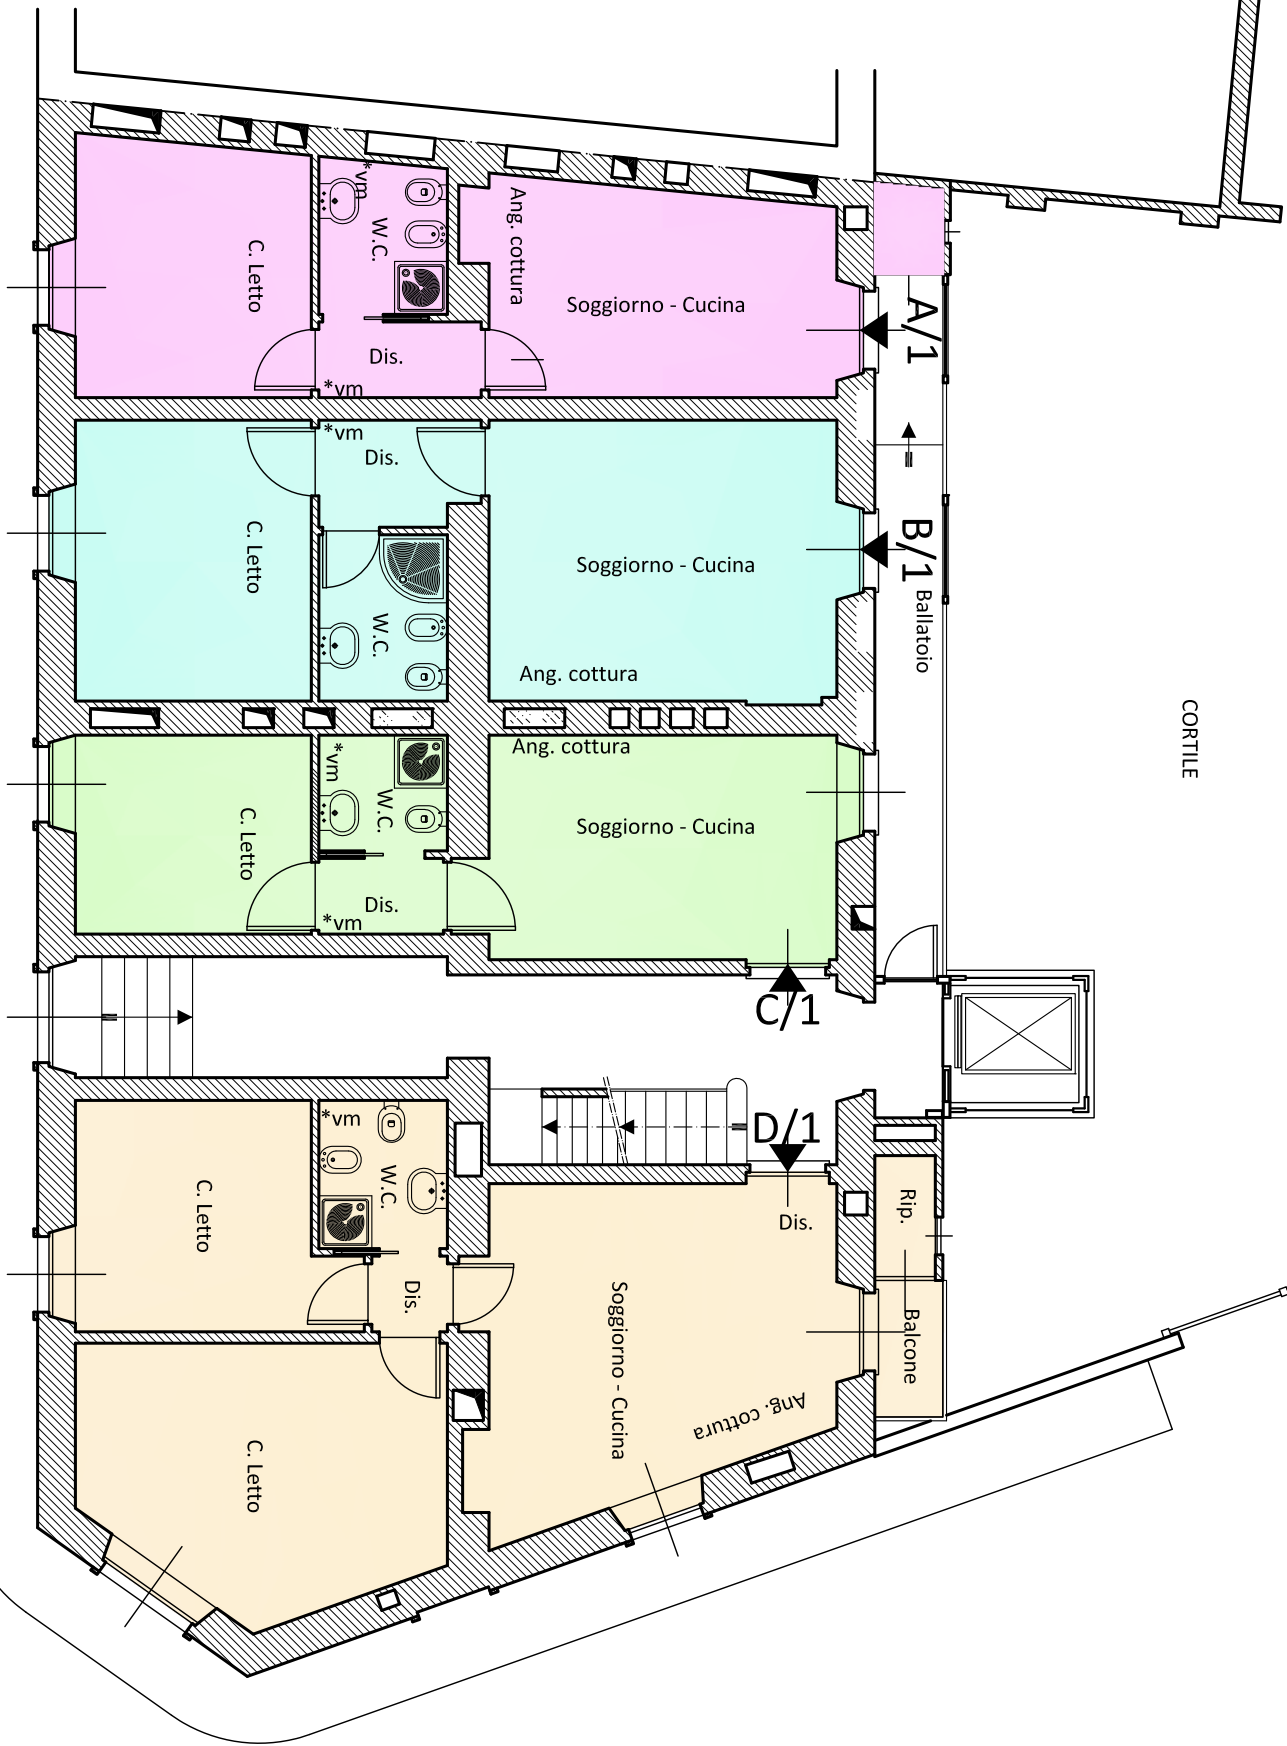 *vm
W.C.
Ang. cottura
C. Letto
Soggiorno - Cucina
A/1
Dis.
*vm
*vm
Dis.
C. Letto
Soggiorno - Cucina
B/1
Ballatoio
W.C.
Ang. cottura
CORTILE
Ang. cottura
*vm
W.C.
C. Letto
Soggiorno - Cucina
Dis.
*vm
C/1
*vm
D/1
W.C.
C. Letto
Rip.
Dis.
Dis.
Soggiorno - Cucina
Balcone
Ang. cottura
C. Letto